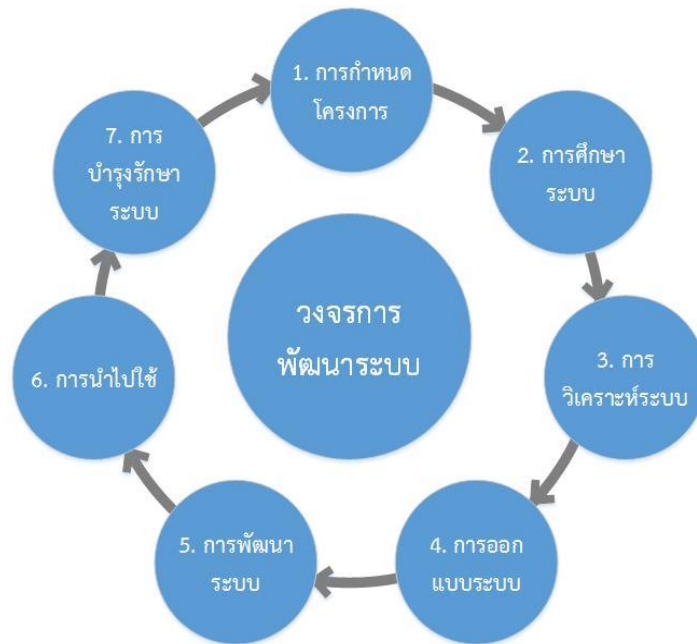 1. การกำหนด
โครงการ
2. การศึกษา
ระบบ
3. การ
วิเคราะห์ระบบ
4. การออก
แบบระบบ
5. การพัฒนา
ระบบ
6. การนำไปใช้
7. การ
บำรุงรักษา
ระบบ
วงจรการ
พัฒนาระบบ